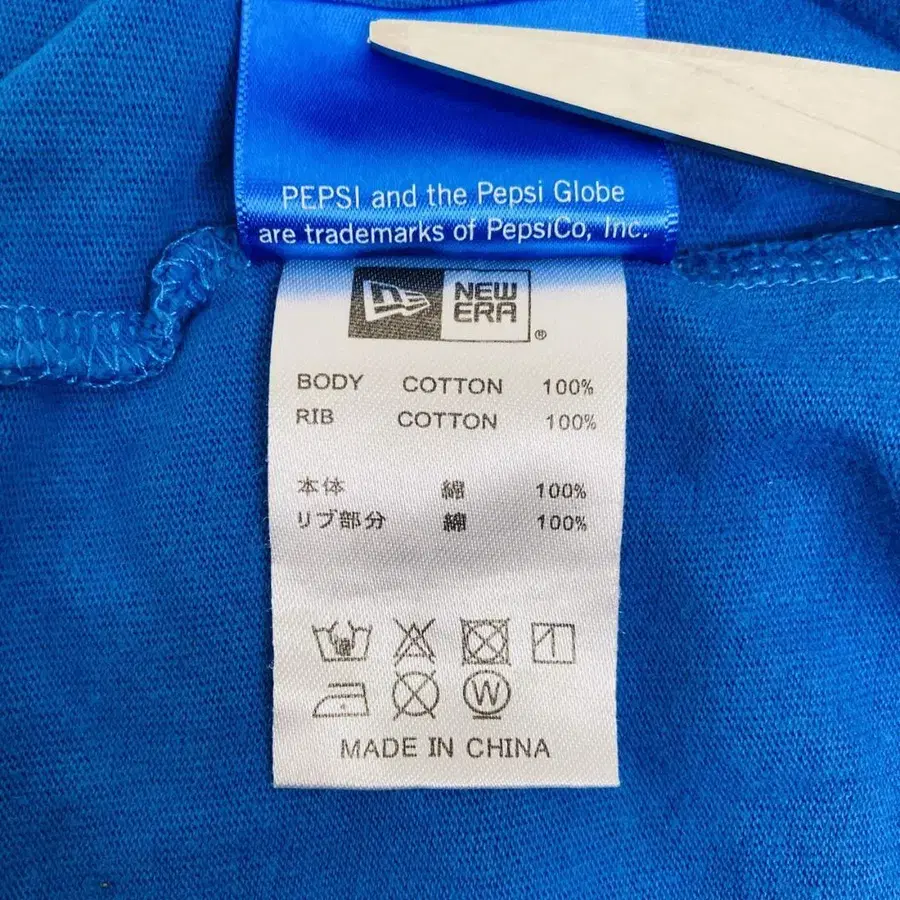 PEPSI and the Pepsi Globe
are trademarks of PepsiCo, Inc.
NEW
ERA
®
BODY COTTON 100%
RIB COTTON 100%
本体 綿 100%
リブ部分 綿 100%
W
MADE IN CHINA